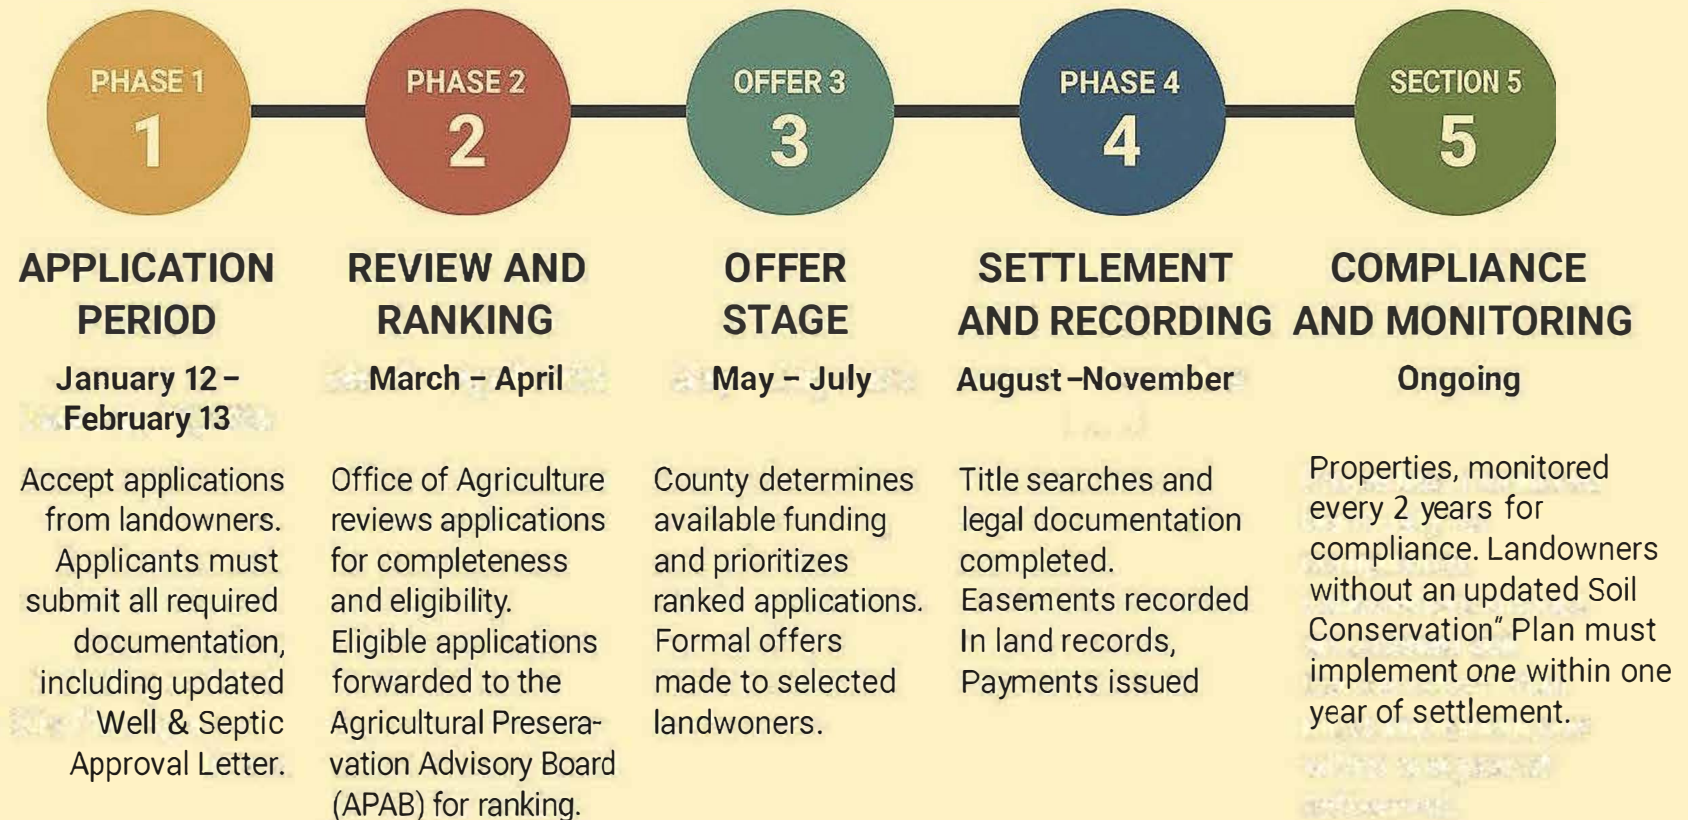 PHASE 1
1
APPLICATION
PERIOD
January 12 –
February 13
Accept applications
from landowners.
Applicants must
submit all required
documentation,
including updated
Well & Septic
Approval Letter.
PHASE 2
2
REVIEW AND
RANKING
March – April
Office of Agriculture
reviews applications
for completeness
and eligibility.
Eligible applications
forwarded to the
Agricultural Presera-
vation Advisory Board
(APAB) for ranking.
OFFER 3
3
OFFER
STAGE
May – July
County determines
available funding
and prioritizes
ranked applications.
Formal offers
made to selected
landwoners.
PHASE 4
4
SETTLEMENT
AND RECORDING
August –November
Title searches and
legal documentation
completed.
Easements recorded
In land records,
Payments issued
SECTION 5
5
COMPLIANCE
AND MONITORING
Ongoing
Properties, monitored
every 2 years for
compliance. Landowners
without an updated Soil
Conservation" Plan must
implement one within one
year of settlement.